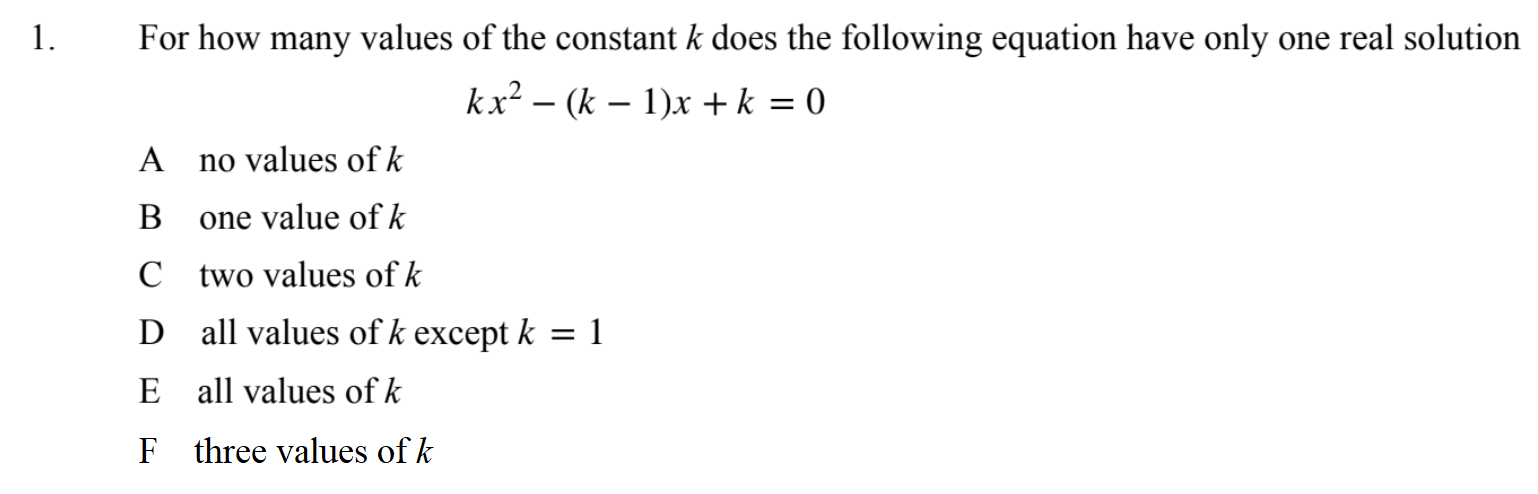 1. For how many values of the constant k does the following equation have only one real solution
kx² − (k − 1)x + k = 0
A no values of k
B one value of k
C two values of k
D all values of k except k = 1
E all values of k
F three values of k